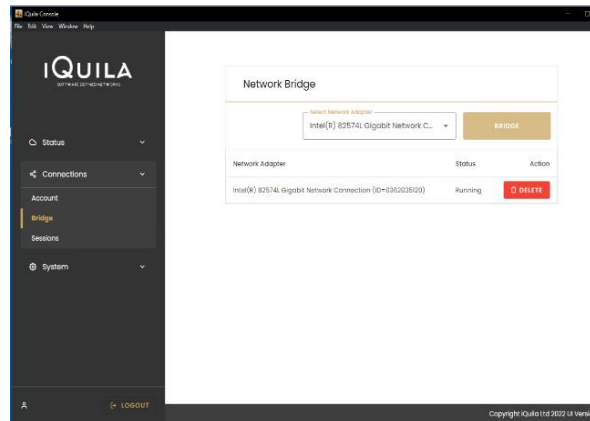 iQuila Console
File Edit View Window Help
IQUILA
SOFTWARE DEFINED NETWORKS
Network Bridge
Select Network Adapter
Intel(R) 82574L Gigabit Network C...
BRIDGE
Status
Network Adapter
Status
Action
Connections
Intel(R) 82574L Gigabit Network Connection (ID=0362035120)
Running
DELETE
Account
Bridge
Sessions
System
LOGOUT
Copyright iQuila Ltd 2022 UI Versi